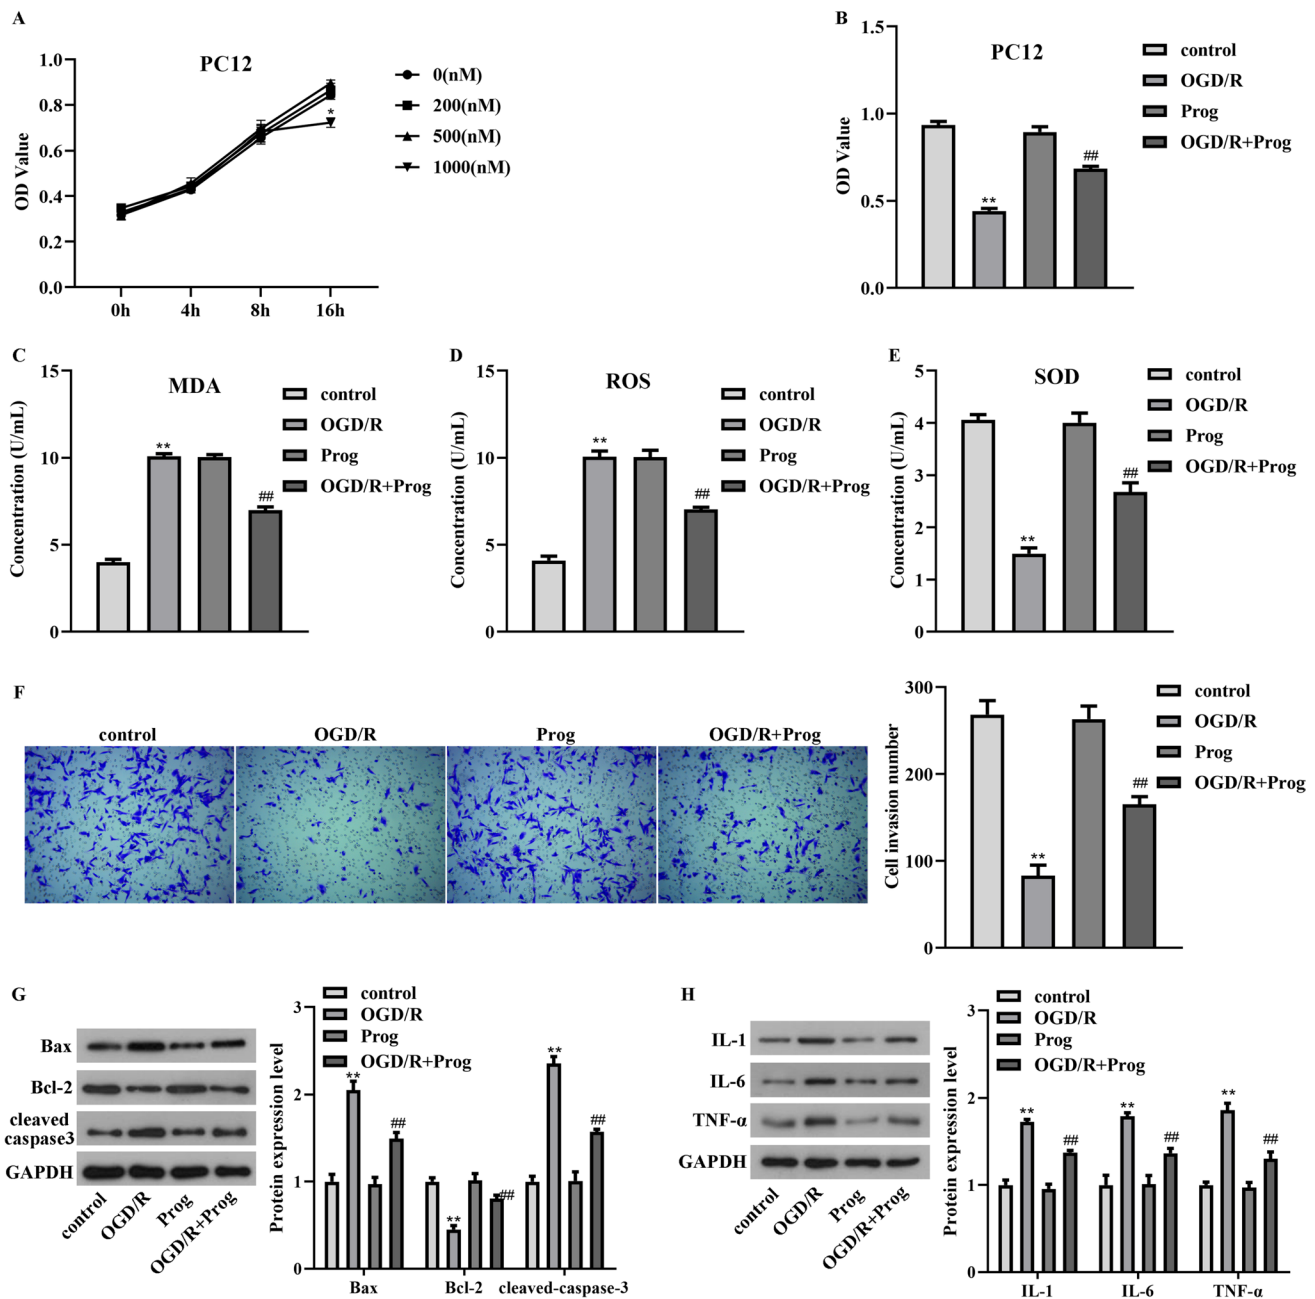 A
PC12
OD Value
1.0
0.8
0.6
0.4
0.2
0.0
0h
4h
8h
16h
*
0(nM)
200(nM)
500(nM)
1000(nM)
B
PC12
OD Value
1.5
1.0
0.5
0.0
**
##
control
OGD/R
Prog
OGD/R+Prog
C
MDA
Concentration (U/mL)
15
10
5
0
**
##
control
OGD/R
Prog
OGD/R+Prog
D
ROS
Concentration (U/mL)
15
10
5
0
**
##
control
OGD/R
Prog
OGD/R+Prog
E
SOD
Concentration (U/mL)
5
4
3
2
1
0
**
##
control
OGD/R
Prog
OGD/R+Prog
F
control
OGD/R
Prog
OGD/R+Prog
Cell invasion number
300
200
100
0
**
##
control
OGD/R
Prog
OGD/R+Prog
G
Bax
Bcl-2
cleaved
caspase3
GAPDH
control
OGD/R
Prog
OGD/R+Prog
Protein expression level
3
2
1
0
control
OGD/R
Prog
OGD/R+Prog
**
##
**
##
**
##
Bax
Bcl-2
cleaved-caspase-3
H
IL-1
IL-6
TNF-α
GAPDH
control
OGD/R
Prog
OGD/R+Prog
Protein expression level
3
2
1
0
control
OGD/R
Prog
OGD/R+Prog
**
##
**
##
**
##
IL-1
IL-6
TNF-α